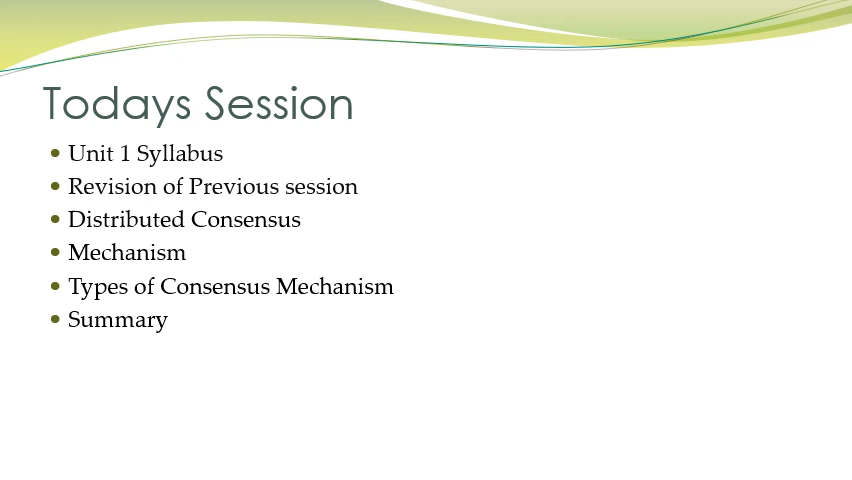 Todays Session
• Unit 1 Syllabus
• Revision of Previous session
• Distributed Consensus
• Mechanism
• Types of Consensus Mechanism
• Summary